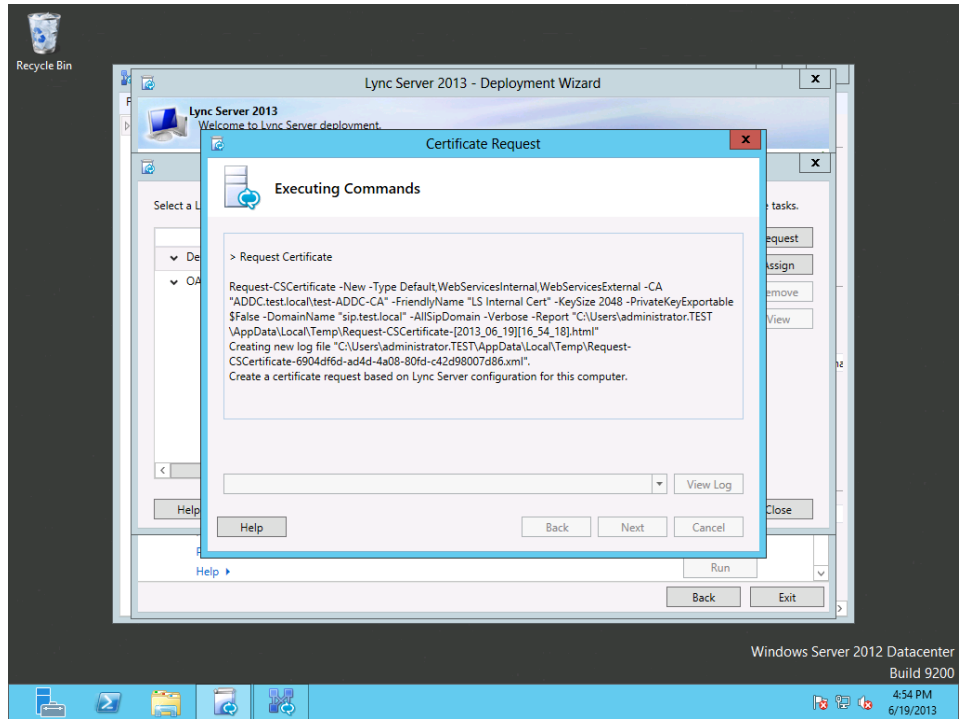 Recycle Bin
Lync Server 2013 - Deployment Wizard
Lync Server 2013
Welcome to Lync Server deployment.
Certificate Request
Executing Commands
Select a L
tasks.
> Request Certificate
Request-CSCertificate -New -Type Default,WebServicesInternal,WebServicesExternal -CA
"ADDC.test.local\test-ADDC-CA" -FriendlyName "LS Internal Cert" -KeySize 2048 -PrivateKeyExportable
$False -DomainName "sip.test.local" -AllSipDomain -Verbose -Report "C:\Users\administrator.TEST
\AppData\Local\Temp\Request-CSCertificate-[2013_06_19][16_54_18].html"
Creating new log file "C:\Users\administrator.TEST\AppData\Local\Temp\Request-
CSCertificate-6904df6d-ad4d-4a08-80fd-c42d98007d86.xml".
Create a certificate request based on Lync Server configuration for this computer.
De
OA
equest
Assign
emove
View
View Log
Help
Close
Help
Back
Next
Cancel
Help
Run
Back
Exit
Windows Server 2012 Datacenter
Build 9200
4:54 PM
6/19/2013